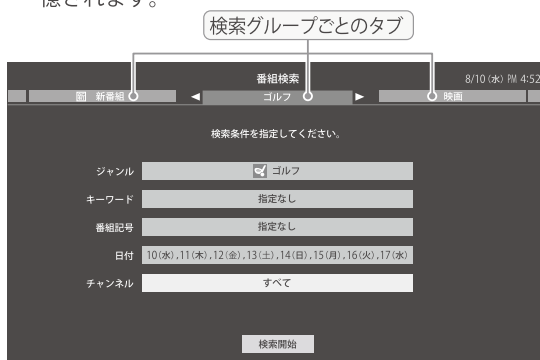 憶されます。
検索グループごとのタブ
番組検索
8/10(水) PM 4:52
新 新番組
◀ ゴルフ ▶
映画
検索条件を指定してください。
ジャンル ゴルフ
キーワード 指定なし
番組記号 指定なし
日付 10(水),11(木),12(金),13(土),14(日),15(月),16(火),17(水)
チャンネル すべて
検索開始